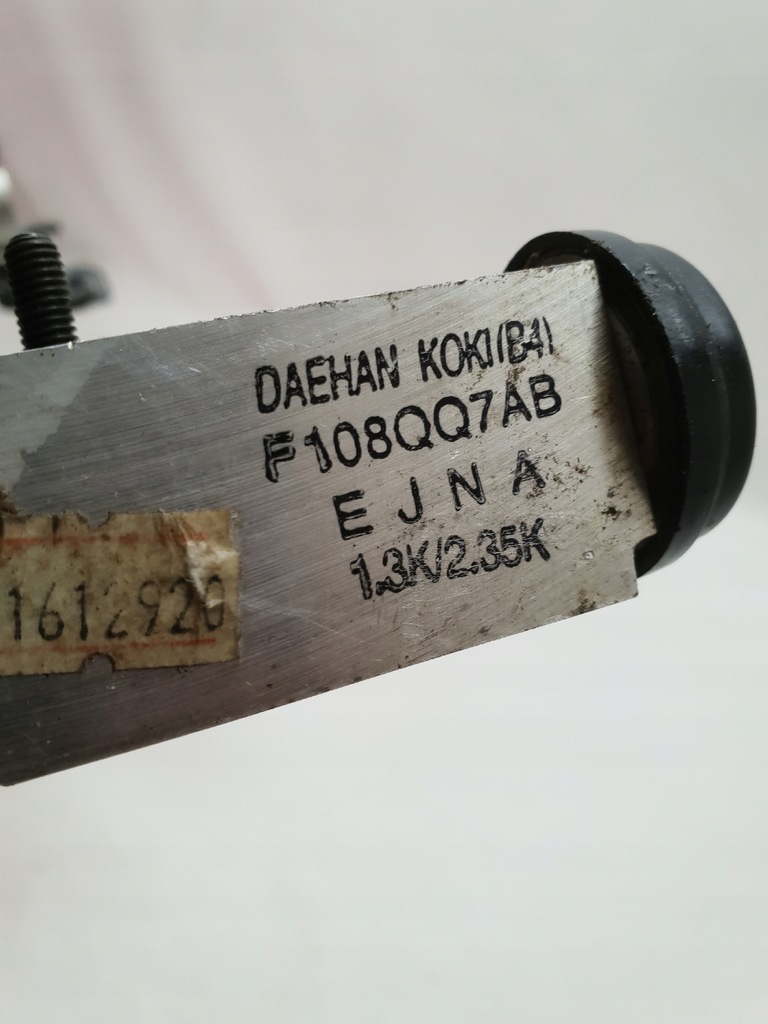 DAEHAN KOKI(B4)
F108QQ7AB
E J N A
1.3K/2.35K
1612920